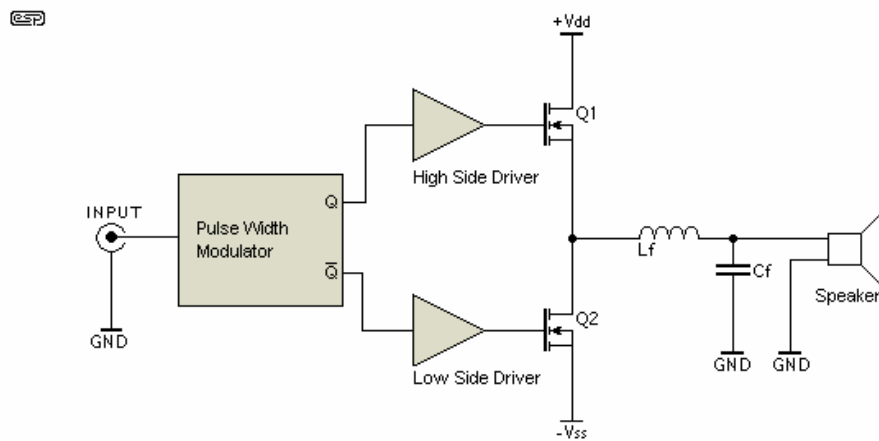 esp
+Vdd
Q1
High Side Driver
Q
INPUT
Pulse Width
Modulator
Q̅
Lf
Cf
Speaker
Q2
GND
GND
GND
Low Side Driver
-Vss